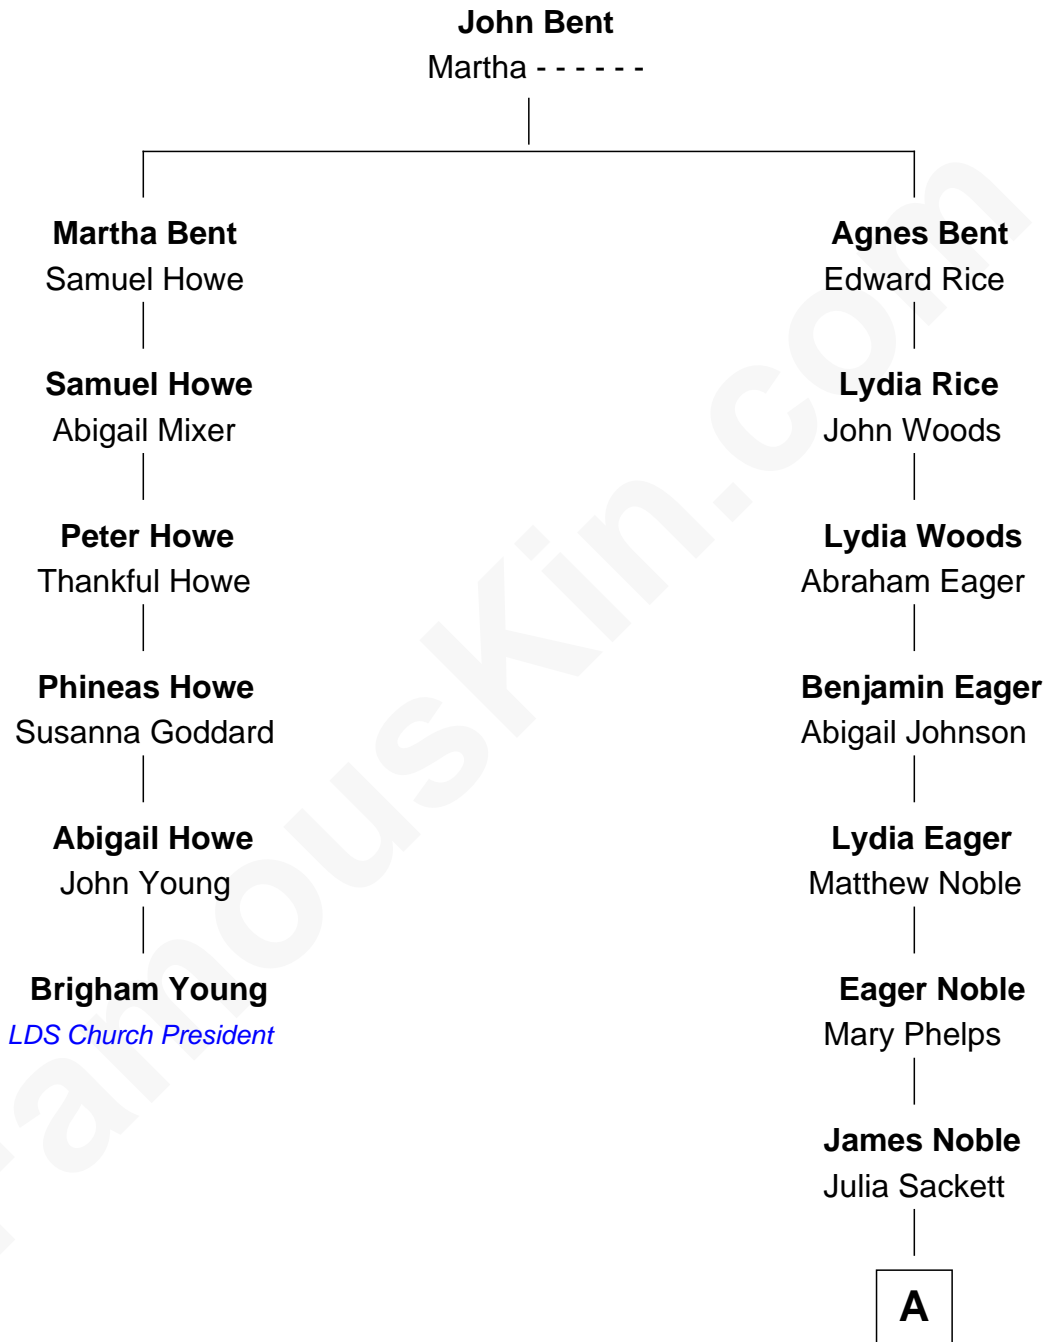 John Bent
Martha - - - - - -
Martha Bent
Samuel Howe
Agnes Bent
Edward Rice
Samuel Howe
Abigail Mixer
Lydia Rice
John Woods
Peter Howe
Thankful Howe
Lydia Woods
Abraham Eager
Phineas Howe
Susanna Goddard
Benjamin Eager
Abigail Johnson
Abigail Howe
John Young
Lydia Eager
Matthew Noble
Brigham Young
LDS Church President
Eager Noble
Mary Phelps
James Noble
Julia Sackett
A
FamousKin.com